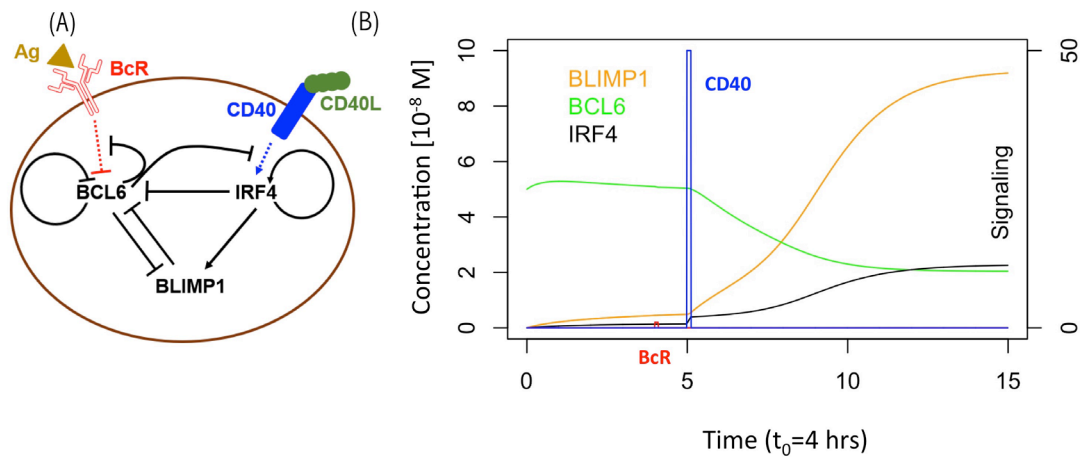 (A)
Ag
BcR
CD40
CD40L
BCL6
IRF4
BLIMP1
(B)
Concentration [10⁻⁸ M]
10
8
6
4
2
0
BLIMP1
BCL6
IRF4
CD40
BcR
50
Signaling
0
0
5
10
15
Time (t₀=4 hrs)